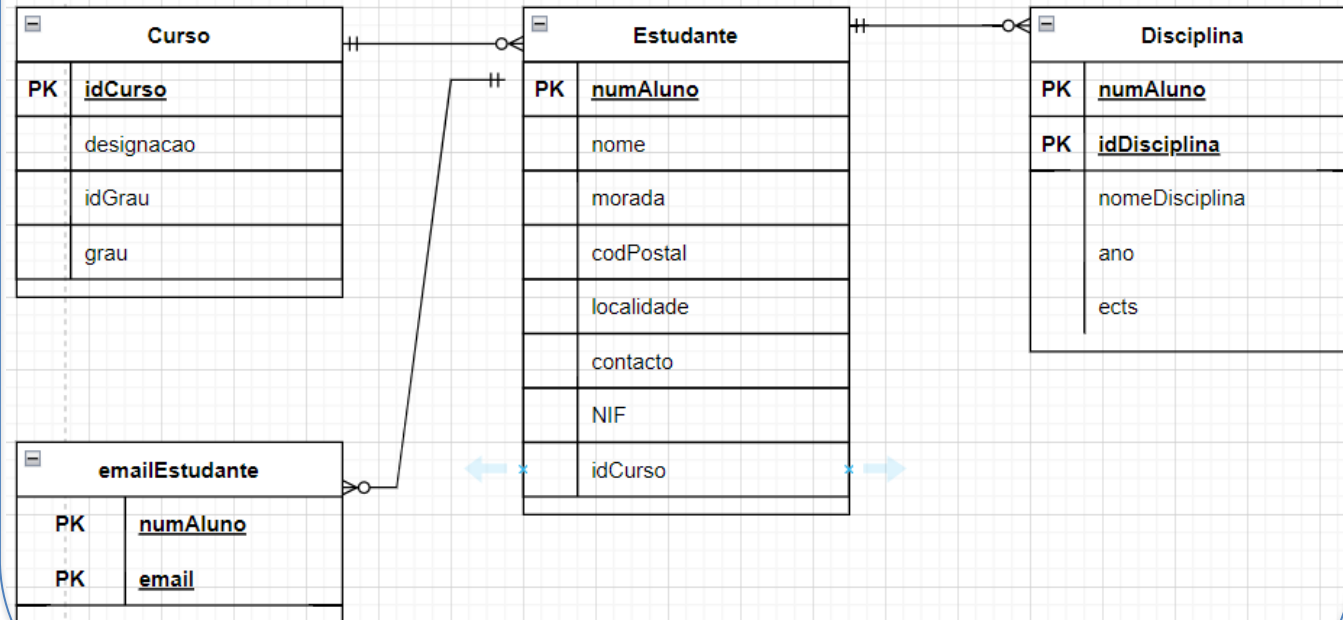 Curso
PK idCurso
designacao
idGrau
grau
Estudante
PK numAluno
nome
morada
codPostal
localidade
contacto
NIF
idCurso
Disciplina
PK numAluno
PK idDisciplina
nomeDisciplina
ano
ects
emailEstudante
PK numAluno
PK email